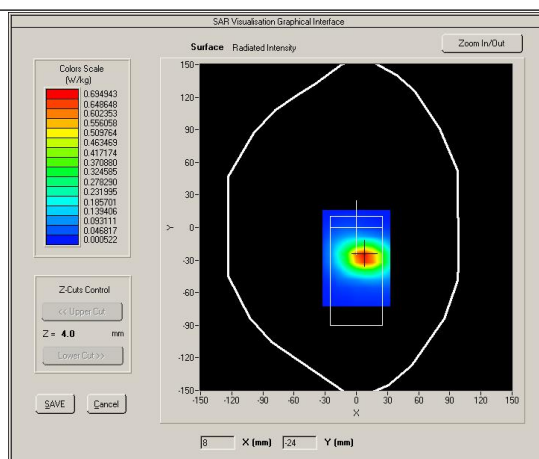 SAR Visualisation Graphical Interface
Surface Radiated Intensity
Zoom In/Out
Colors Scale
(W/kg)
0.694943
0.648648
0.602353
0.556058
0.509764
0.463469
0.417174
0.370880
0.324585
0.278290
0.231995
0.185701
0.139406
0.093111
0.046817
0.000522
Z-Cuts Control
<< Upper Cut
Z = 4.0 mm
Lower Cut >>
SAVE
Cancel
150
120
90
60
30
0
-30
-60
-90
-120
-150
Y
-150 -120 -90 -60 -30 0 30 60 90 120 150
X
8 X (mm) -24 Y (mm)